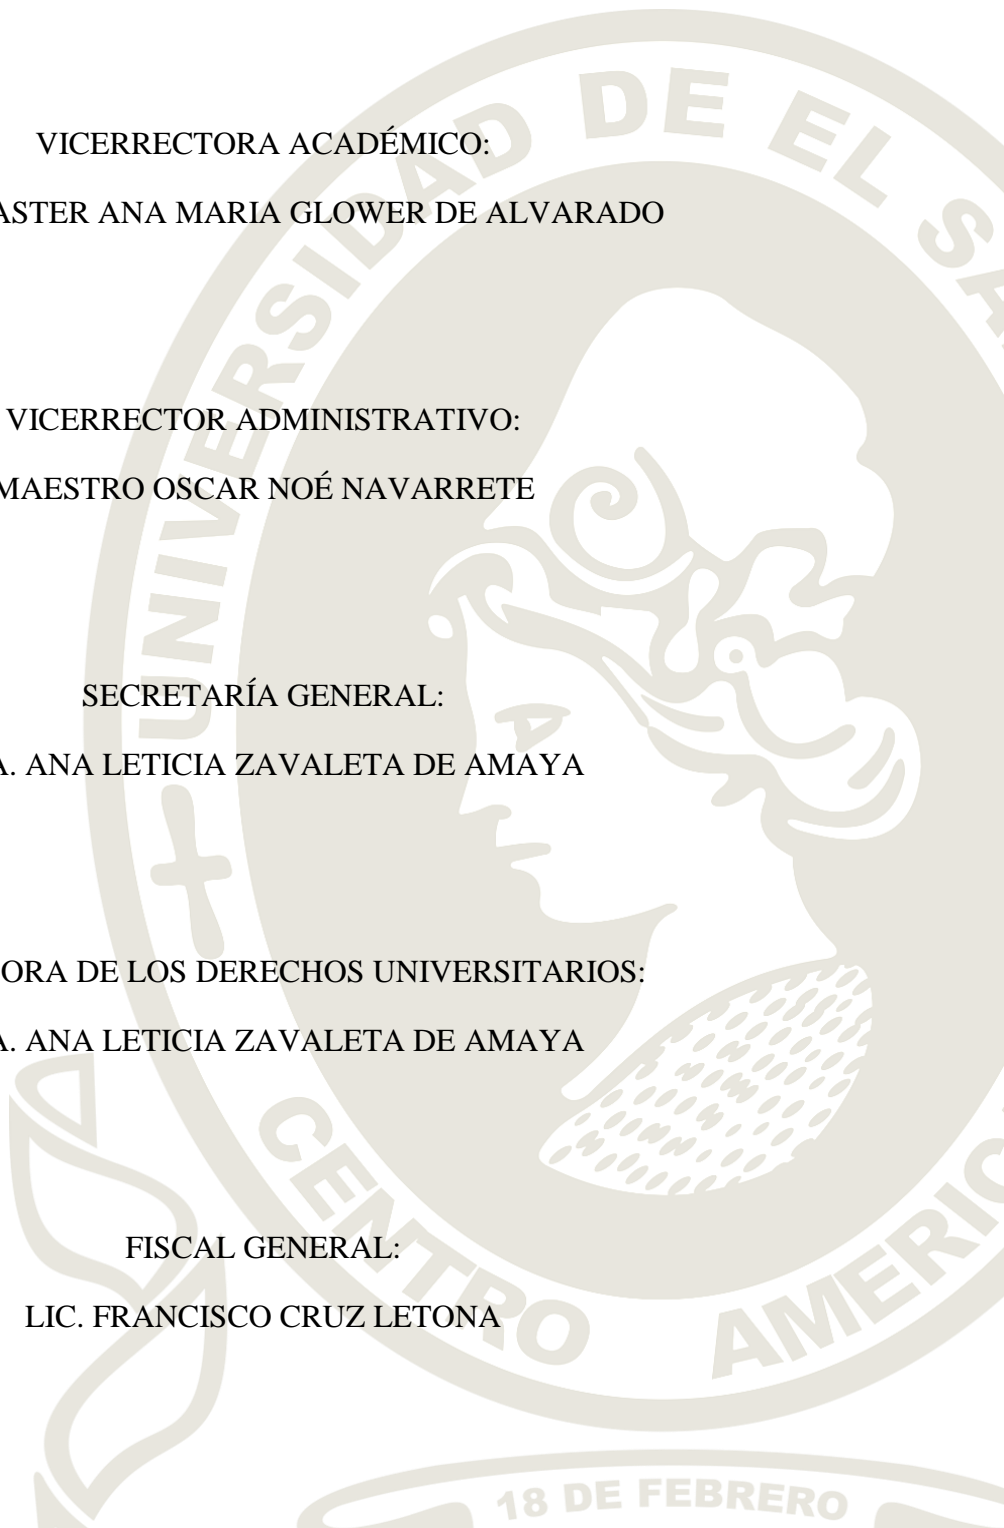 DE EL
VICERRECTORA ACADÉMICO:
ASTER ANA MARIA GLOWER DE ALVARADO
VICERRECTOR ADMINISTRATIVO:
MAESTRO OSCAR NOÉ NAVARRETE
SECRETARÍA GENERAL:
A. ANA LETICIA ZAVALETA DE AMAYA
ORA DE LOS DERECHOS UNIVERSITARIOS:
A. ANA LETICIA ZAVALETA DE AMAYA
FISCAL GENERAL:
LIC. FRANCISCO CRUZ LETONA
UNIVERSIDAD DE EL SA
CENTRO AMERIC
18 DE FEBRERO